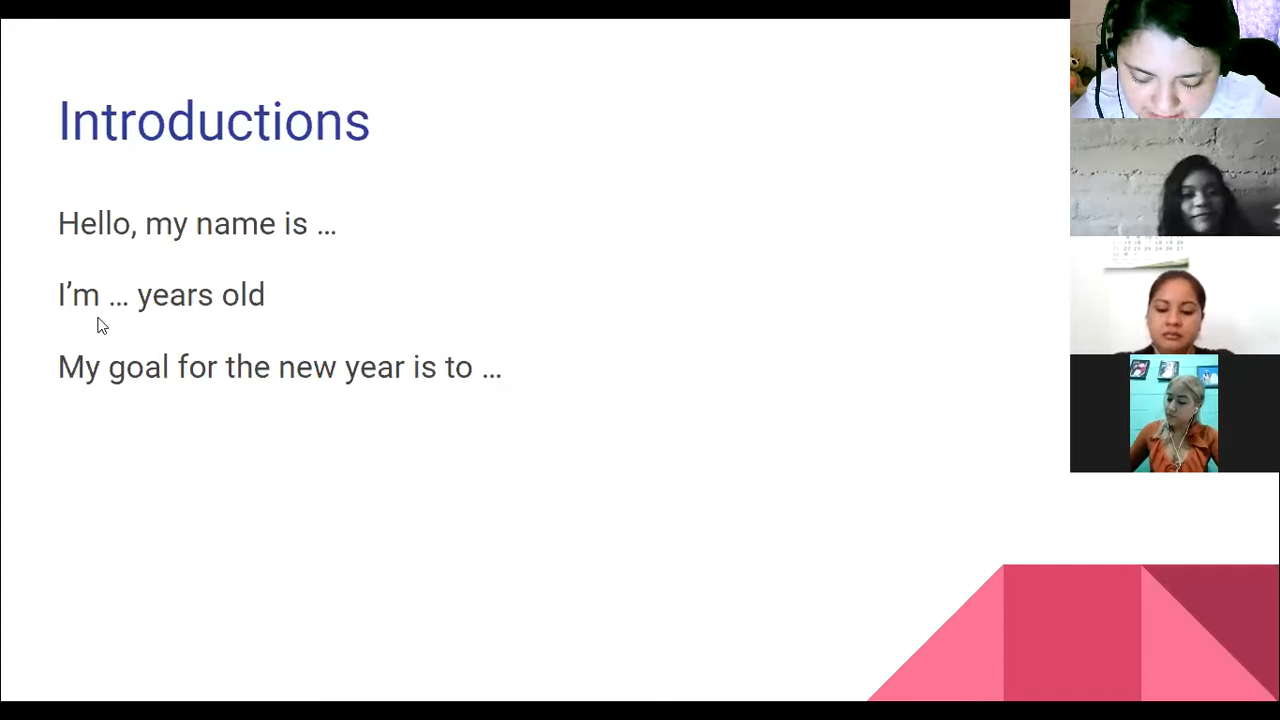 Introductions
Hello, my name is ...
I'm ... years old
My goal for the new year is to ...